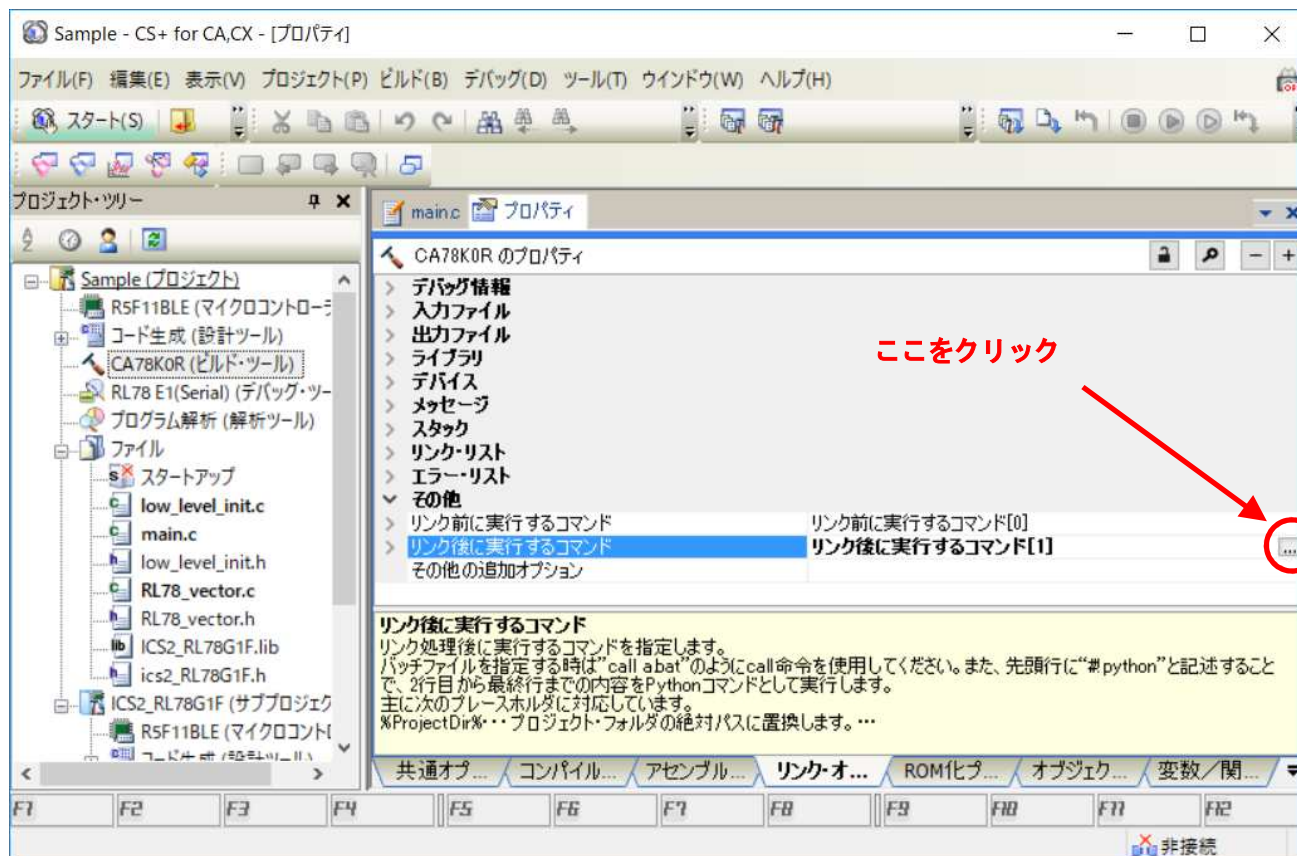 Sample - CS+ for CA,CX - [プロパティ]
ファイル(F) 編集(E) 表示(V) プロジェクト(P) ビルド(B) デバッグ(D) ツール(T) ウインドウ(W) ヘルプ(H)
スタート(S)
プロジェクト・ツリー
Sample (プロジェクト)
R5F11BLE (マイクロコントローラ
コード生成 (設計ツール)
CA78K0R (ビルド・ツール)
RL78 E1(Serial) (デバッグ・ツー
プログラム解析 (解析ツール)
ファイル
スタートアップ
low_level_init.c
main.c
low_level_init.h
RL78_vector.c
RL78_vector.h
ICS2_RL78G1F.lib
ics2_RL78G1F.h
ICS2_RL78G1F (サブプロジェク
R5F11BLE (マイクロコント
コード生成 (設計ツール)
main.c プロパティ
CA78K0R のプロパティ
デバッグ情報
入力ファイル
出力ファイル
ライブラリ
デバイス
メッセージ
スタック
リンク・リスト
エラー・リスト
その他
リンク前に実行するコマンド リンク前に実行するコマンド[0]
リンク後に実行するコマンド リンク後に実行するコマンド[1] ...
その他の追加オプション
ここをクリック
リンク後に実行するコマンド
リンク処理後に実行するコマンドを指定します。
バッチファイルを指定する時は"call a.bat"のようにcall命令を使用してください。また、先頭行に"#python"と記述すること
で、2行目から最終行までの内容をPythonコマンドとして実行します。
主に次のプレースホルダに対応しています。
%ProjectDir%・・・プロジェクト・フォルダの絶対パスに置換します。…
共通オプ... コンパイル... アセンブル... リンク・オ... ROM化プ... オブジェク... 変数／関...
F1 F2 F3 F4 F5 F6 F7 F8 F9 F10 F11 F12
非接続